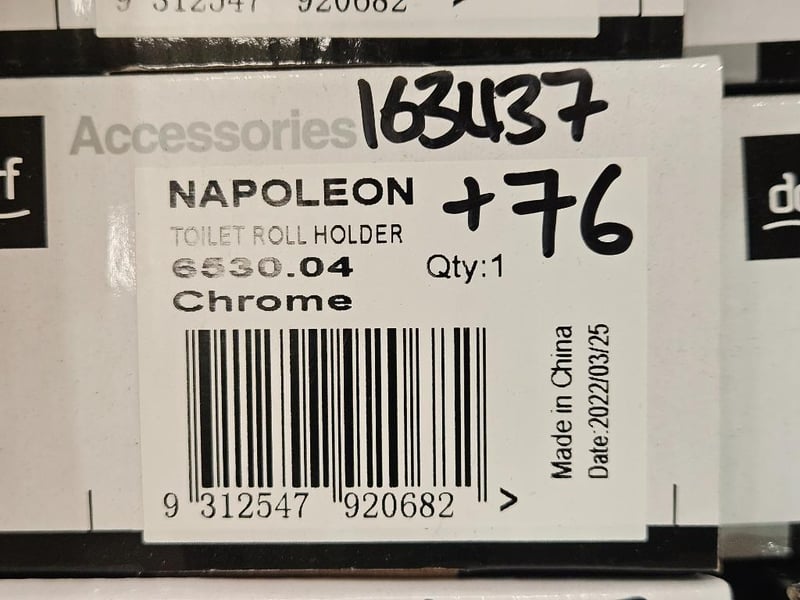 9 312547 920682 >
Accessories 163437
NAPOLEON +76
TOILET ROLL HOLDER
6530.04 Qty:1
Chrome
Made in China
Date:2022/03/25
9 312547 920682 >